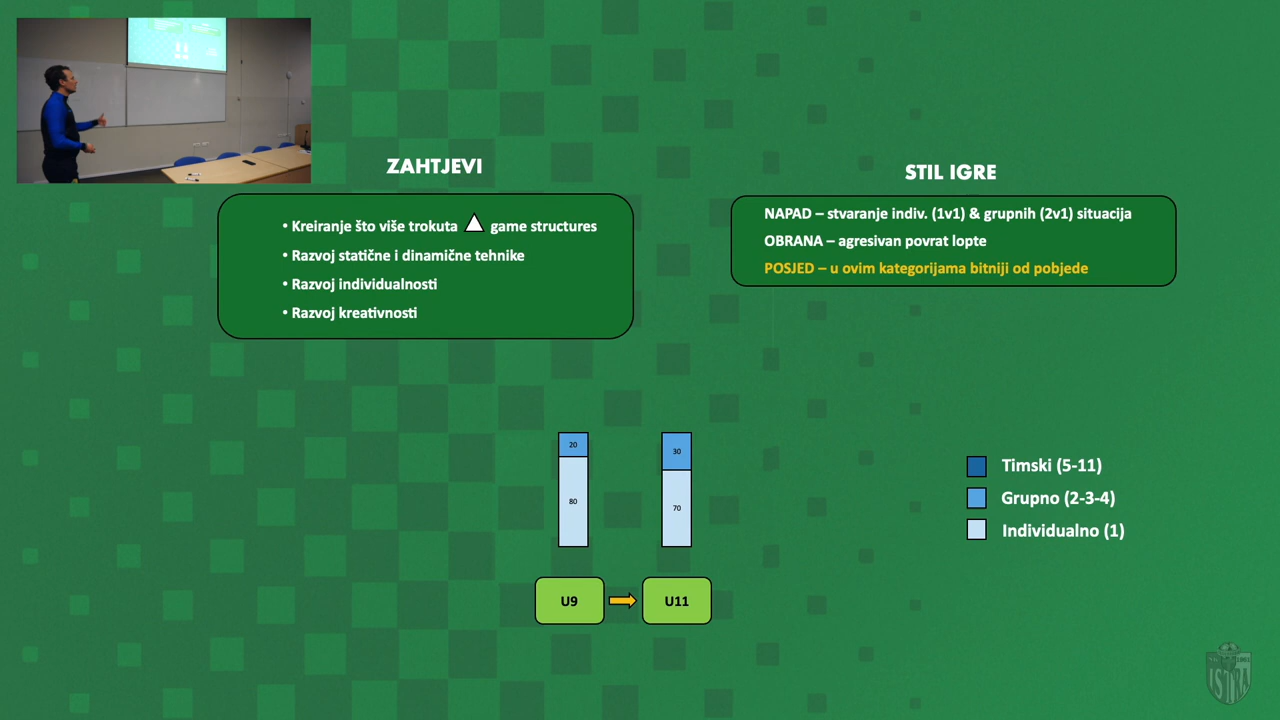 ZAHTJEVI
• Kreiranje što više trokuta game structures
• Razvoj statične i dinamične tehnike
• Razvoj individualnosti
• Razvoj kreativnosti
STIL IGRE
NAPAD – stvaranje indiv. (1v1) & grupnih (2v1) situacija
OBRANA – agresivan povrat lopte
POSJED – u ovim kategorijama bitniji od pobjede
20
80
30
70
U9
U11
Timski (5-11)
Grupno (2-3-4)
Individualno (1)